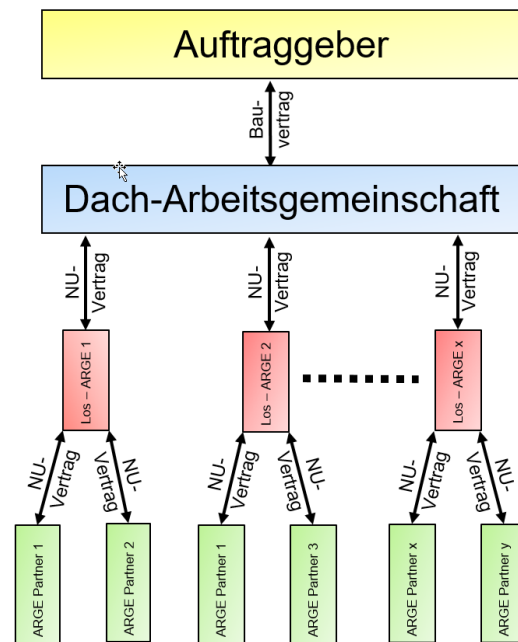 Auftraggeber
Bau-
vertrag
Dach-Arbeitsgemeinschaft
NU-
Vertrag
NU-
Vertrag
NU-
Vertrag
Los – ARGE 1
Los – ARGE 2
Los – ARGE x
NU-
Vertrag
NU-
Vertrag
NU-
Vertrag
NU-
Vertrag
NU-
Vertrag
NU-
Vertrag
ARGE Partner 1
ARGE Partner 2
ARGE Partner 1
ARGE Partner 3
ARGE Partner x
ARGE Partner y